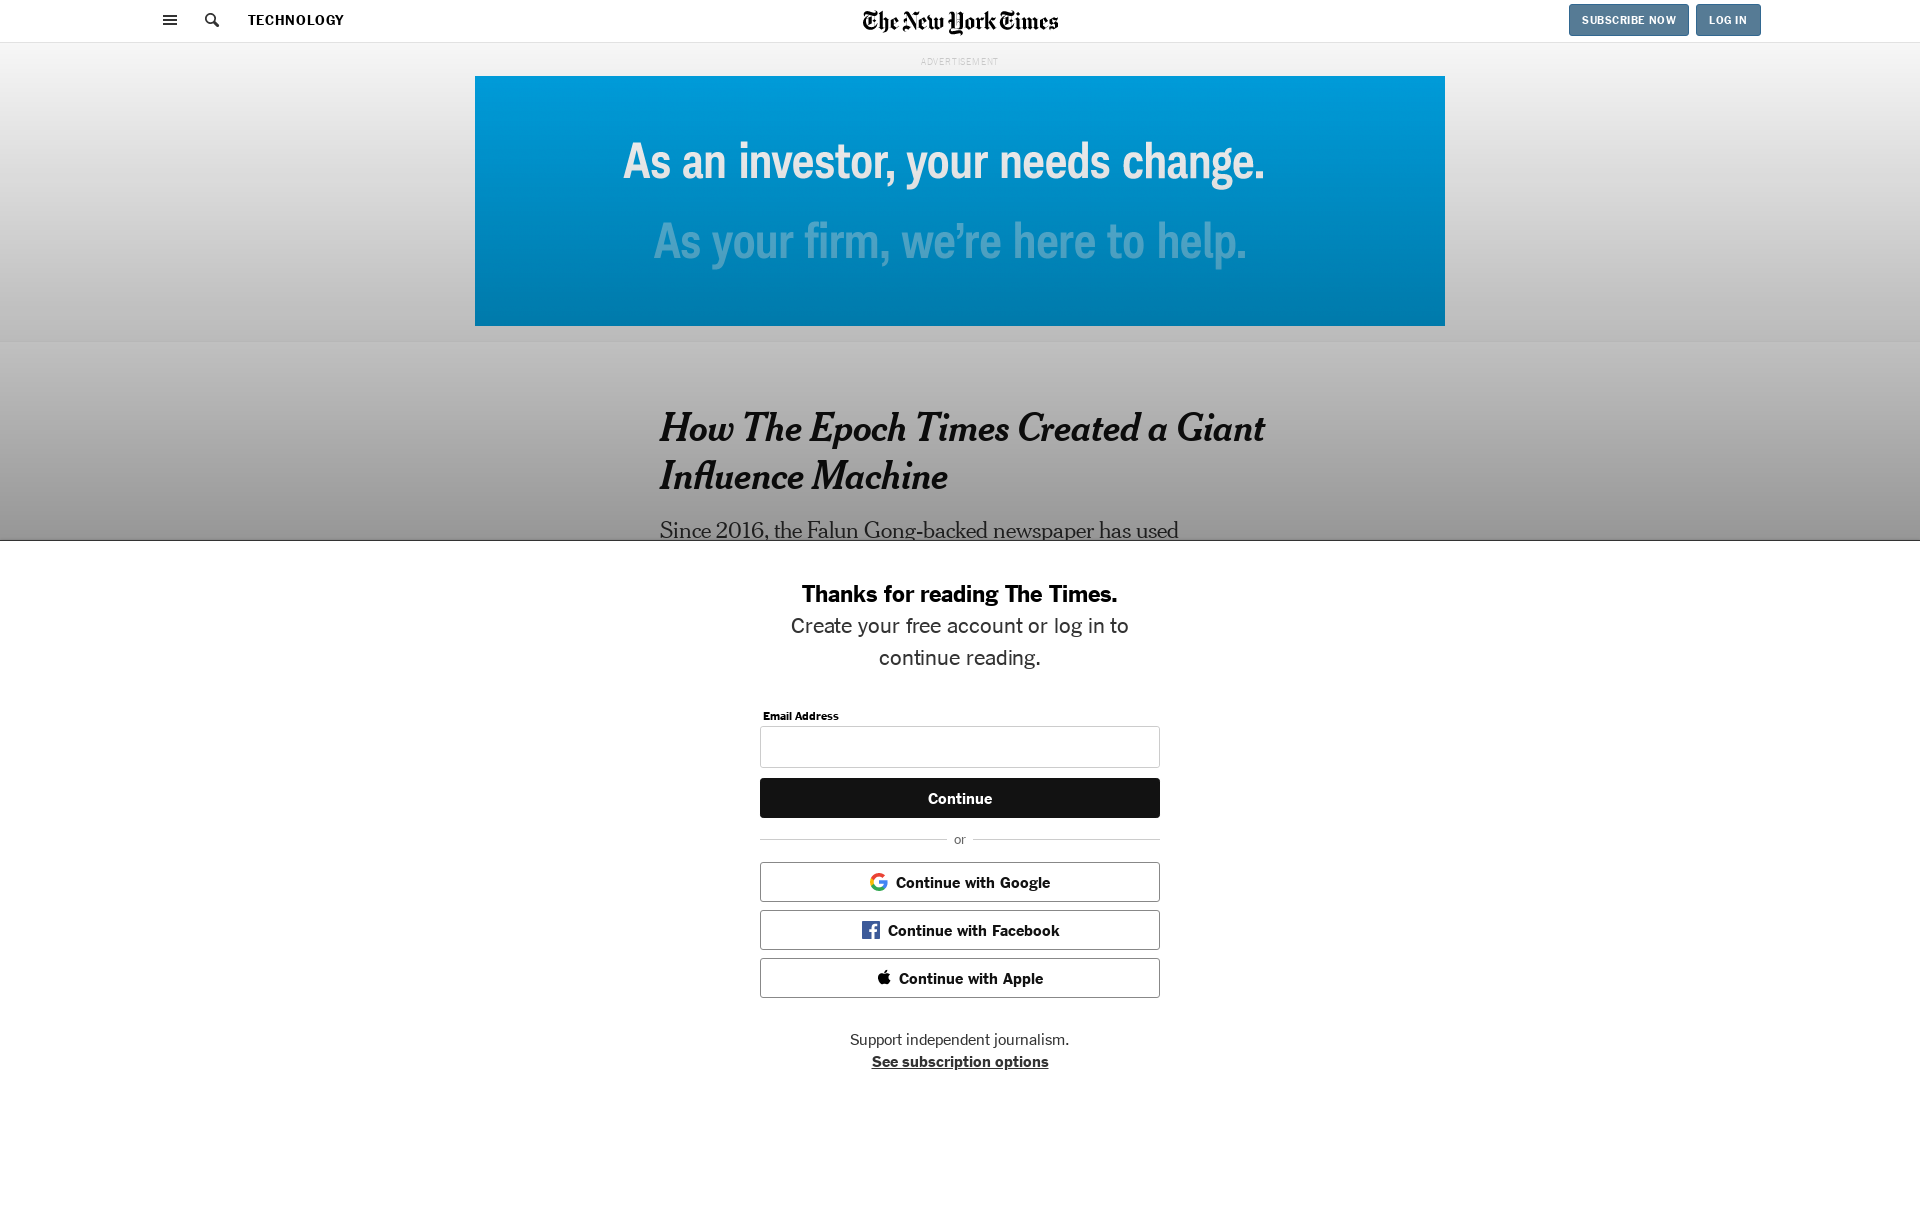 TECHNOLOGY
The New York Times
SUBSCRIBE NOW
LOG IN
ADVERTISEMENT
As an investor, your needs change.
As your firm, we're here to help.
How The Epoch Times Created a Giant
Influence Machine
Since 2016, the Falun Gong-backed newspaper has used
Thanks for reading The Times.
Create your free account or log in to
continue reading.
Email Address
Continue
or
Continue with Google
Continue with Facebook
Continue with Apple
Support independent journalism.
See subscription options